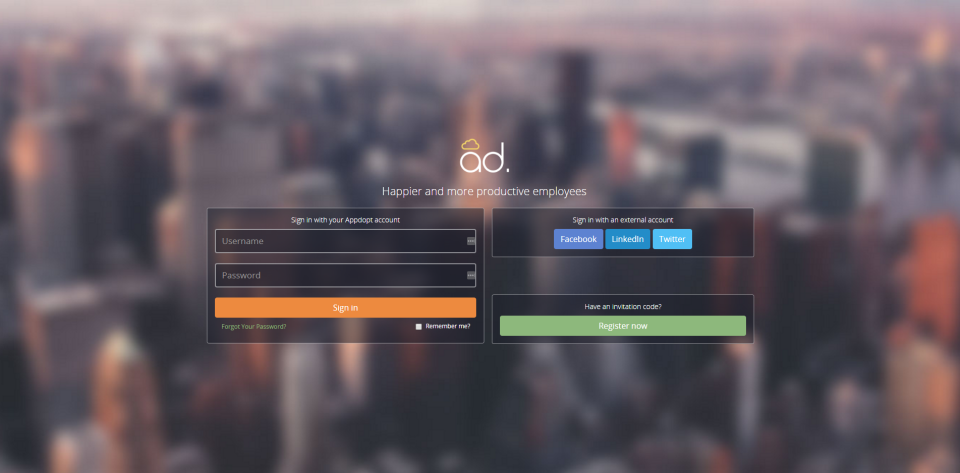 ad.
Happier and more productive employees
Sign in with your Appdopt account
Username
Password
Sign in
Forgot Your Password?
Remember me?
Sign in with an external account
Facebook
LinkedIn
Twitter
Have an invitation code?
Register now